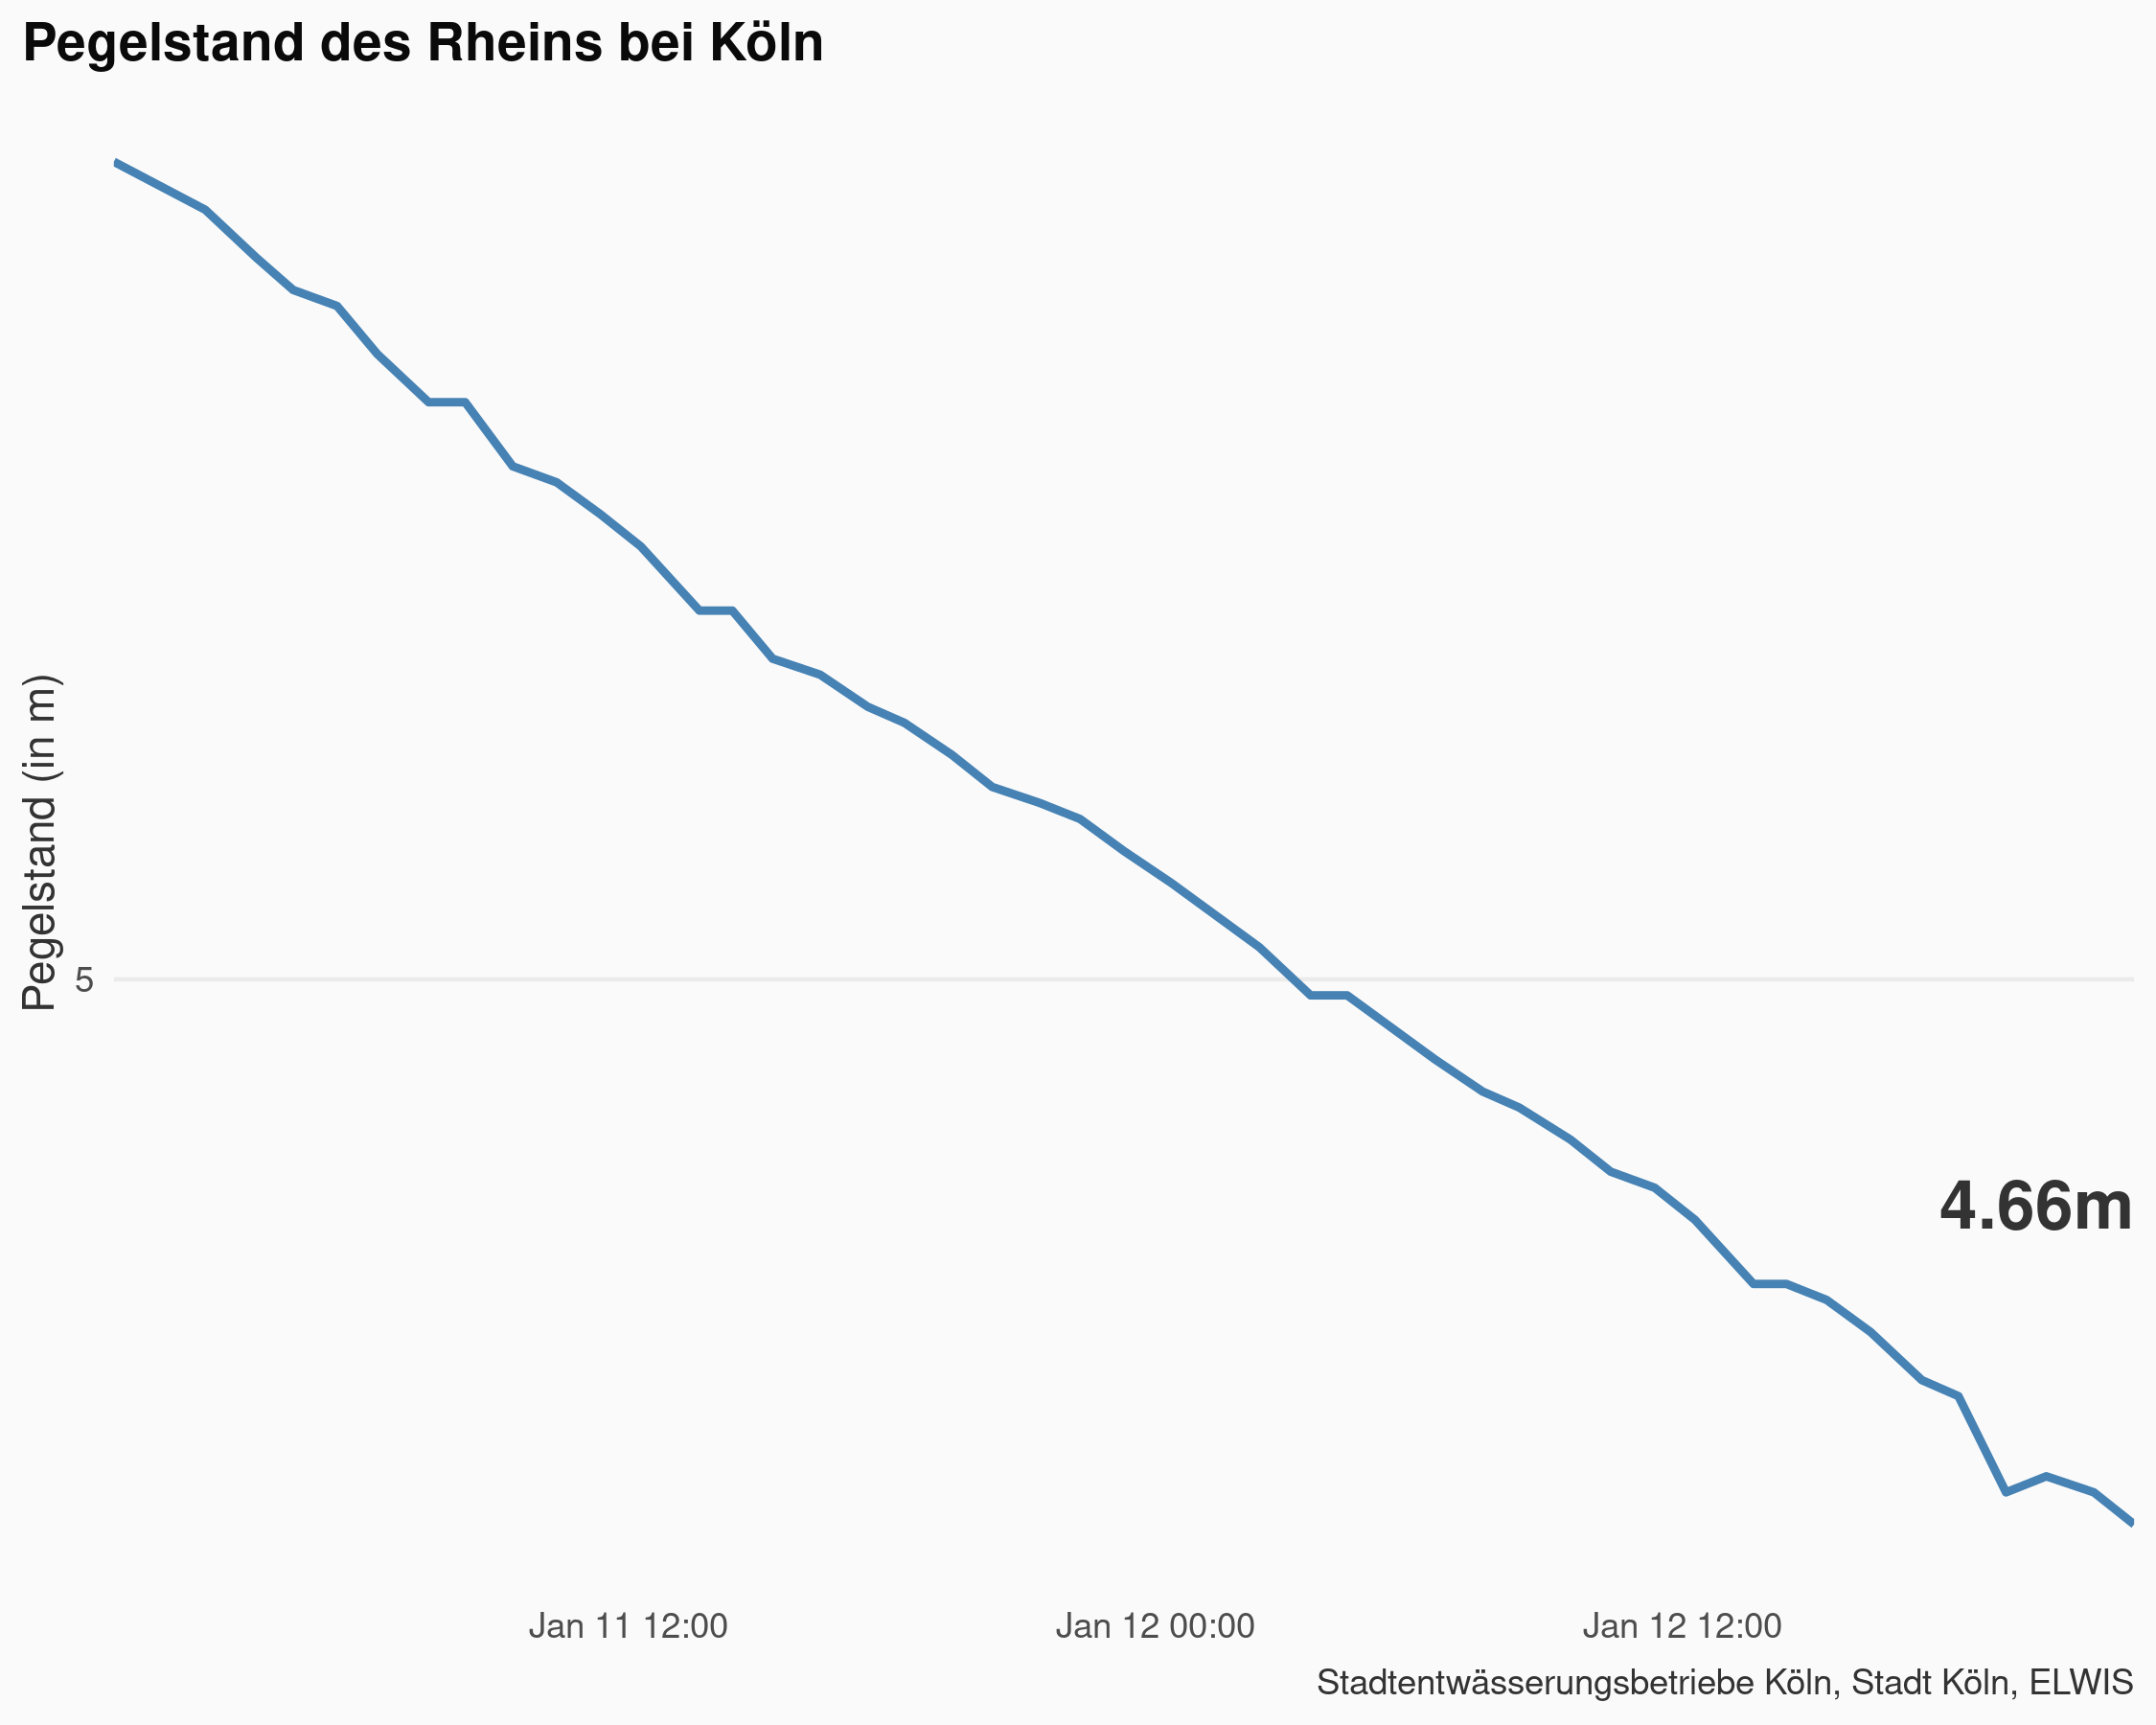 Pegelstand des Rheins bei Köln
Pegelstand (in m)
5
4.66m
Jan 11 12:00
Jan 12 00:00
Jan 12 12:00
Stadtentwässerungsbetriebe Köln, Stadt Köln, ELWIS